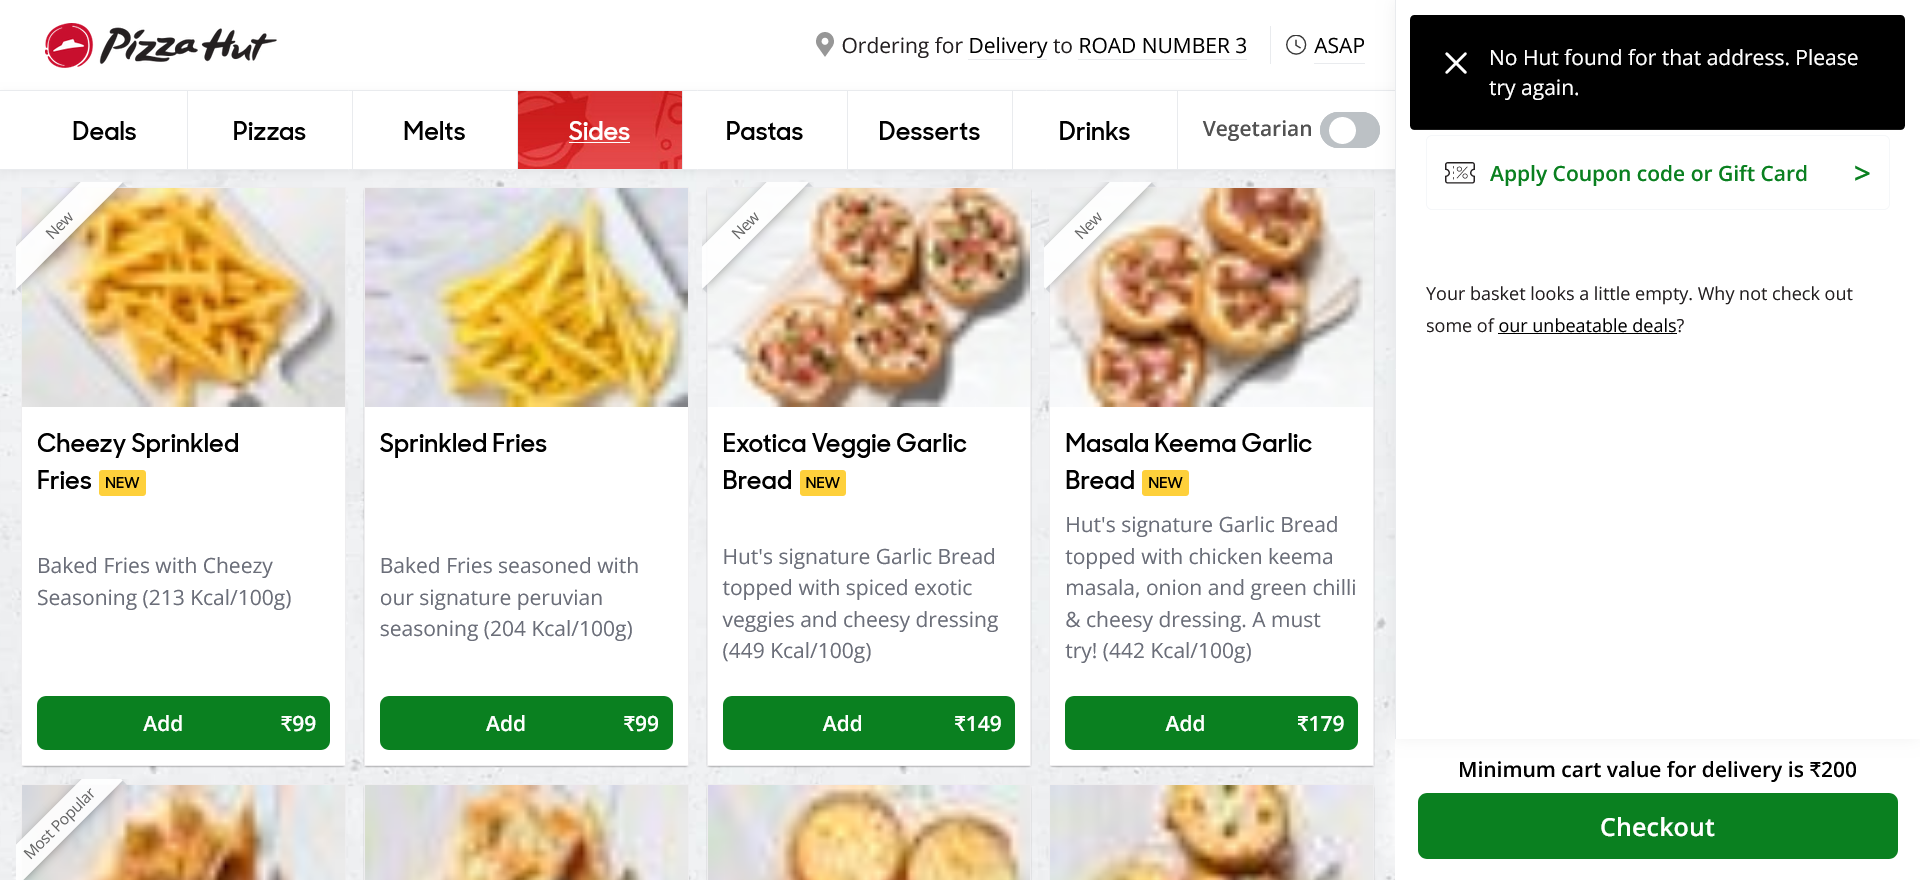 Pizza Hut
Ordering for Delivery to ROAD NUMBER 3
ASAP
Deals
Pizzas
Melts
Sides
Pastas
Desserts
Drinks
Vegetarian
New
Cheezy Sprinkled
Fries NEW
Baked Fries with Cheezy
Seasoning (213 Kcal/100g)
Add ₹99
Sprinkled Fries
Baked Fries seasoned with
our signature peruvian
seasoning (204 Kcal/100g)
Add ₹99
New
Exotica Veggie Garlic
Bread NEW
Hut's signature Garlic Bread
topped with spiced exotic
veggies and cheesy dressing
(449 Kcal/100g)
Add ₹149
New
Masala Keema Garlic
Bread NEW
Hut's signature Garlic Bread
topped with chicken keema
masala, onion and green chilli
& cheesy dressing. A must
try! (442 Kcal/100g)
Add ₹179
Most Popular
No Hut found for that address. Please
try again.
Apply Coupon code or Gift Card >
Your basket looks a little empty. Why not check out
some of our unbeatable deals?
Minimum cart value for delivery is ₹200
Checkout